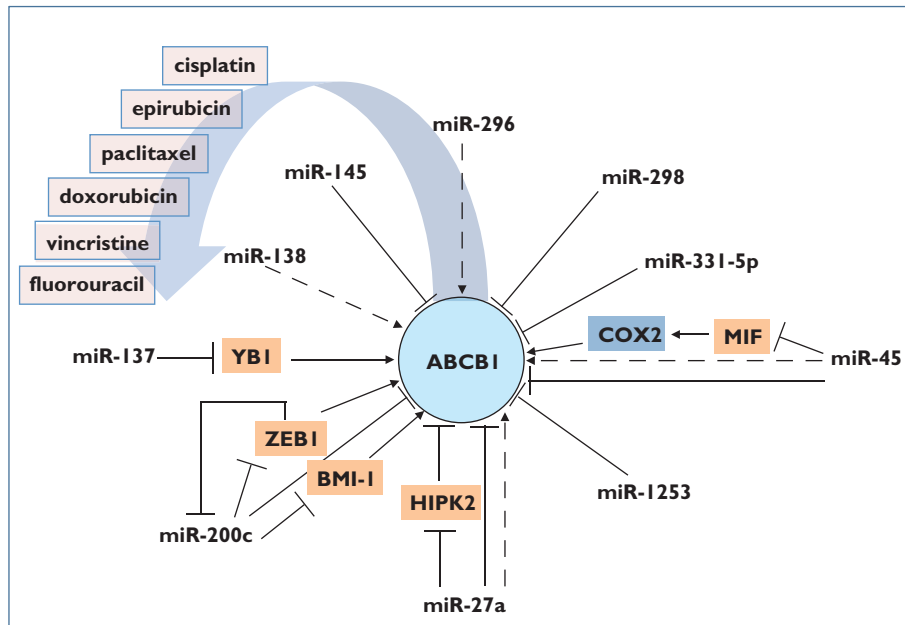 cisplatin
epirubicin
paclitaxel
doxorubicin
vincristine
fluorouracil
miR-296
miR-145
miR-298
miR-138
miR-331-5p
COX2
MIF
miR-137
YB1
ABCB1
miR-45
ZEB1
BMI-1
HIPK2
miR-1253
miR-200c
miR-27a